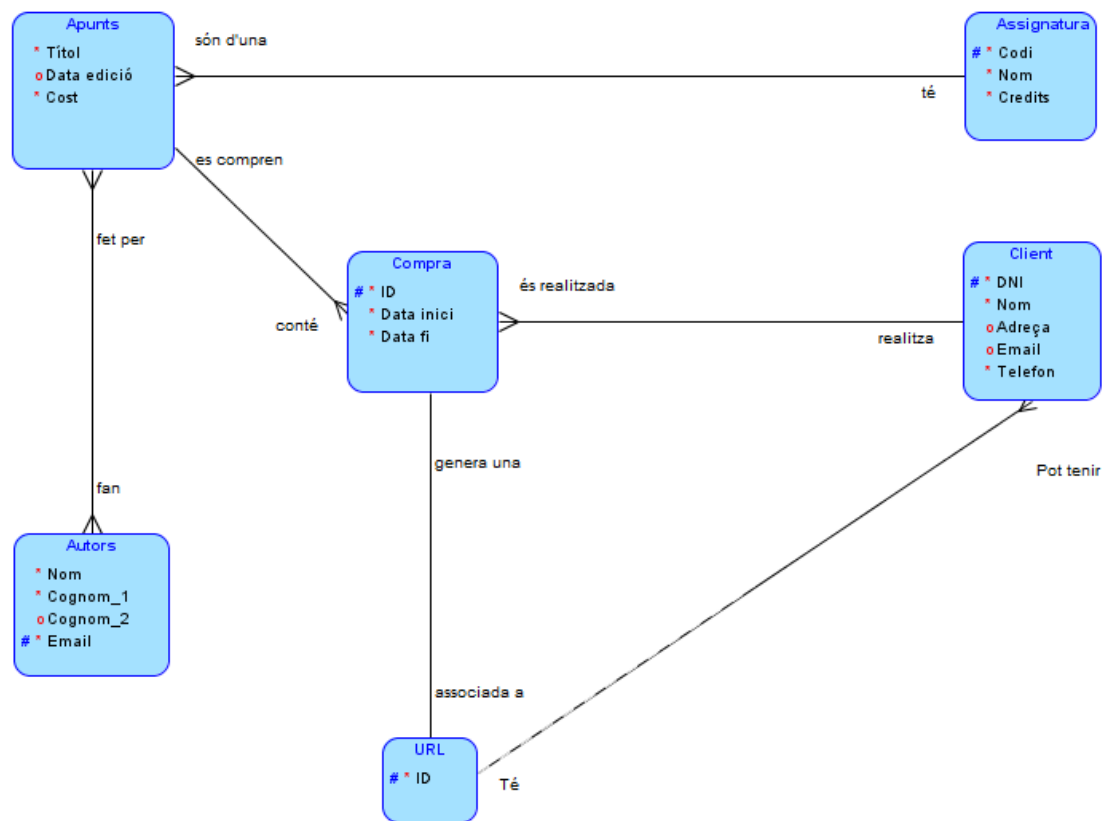 Apunts
* Títol
o Data edició
* Cost
són d'una
té
Assignatura
# * Codi
* Nom
* Credits
es compren
conté
fet per
fan
Compra
# * ID
* Data inici
* Data fi
és realitzada
realitza
Client
# * DNI
* Nom
o Adreça
o Email
* Telefon
genera una
associada a
Pot tenir
Té
Autors
* Nom
* Cognom_1
o Cognom_2
# * Email
URL
# * ID